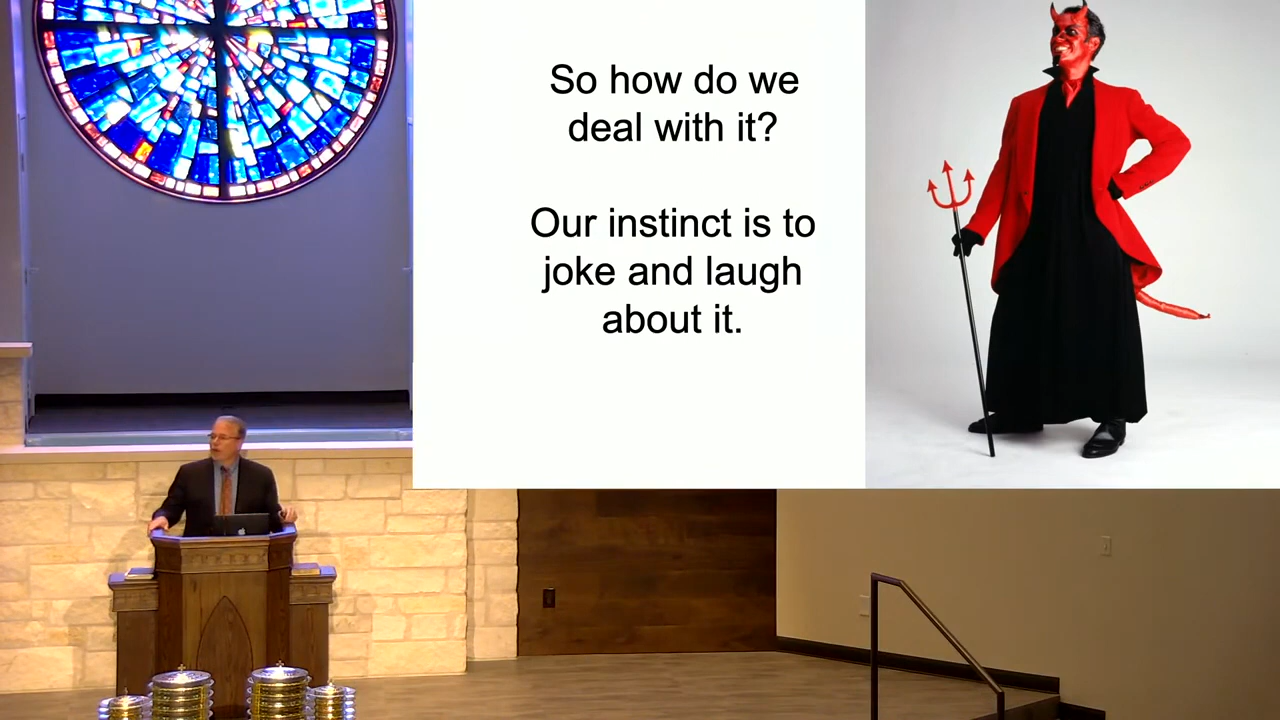 So how do we
deal with it?
Our instinct is to
joke and laugh
about it.